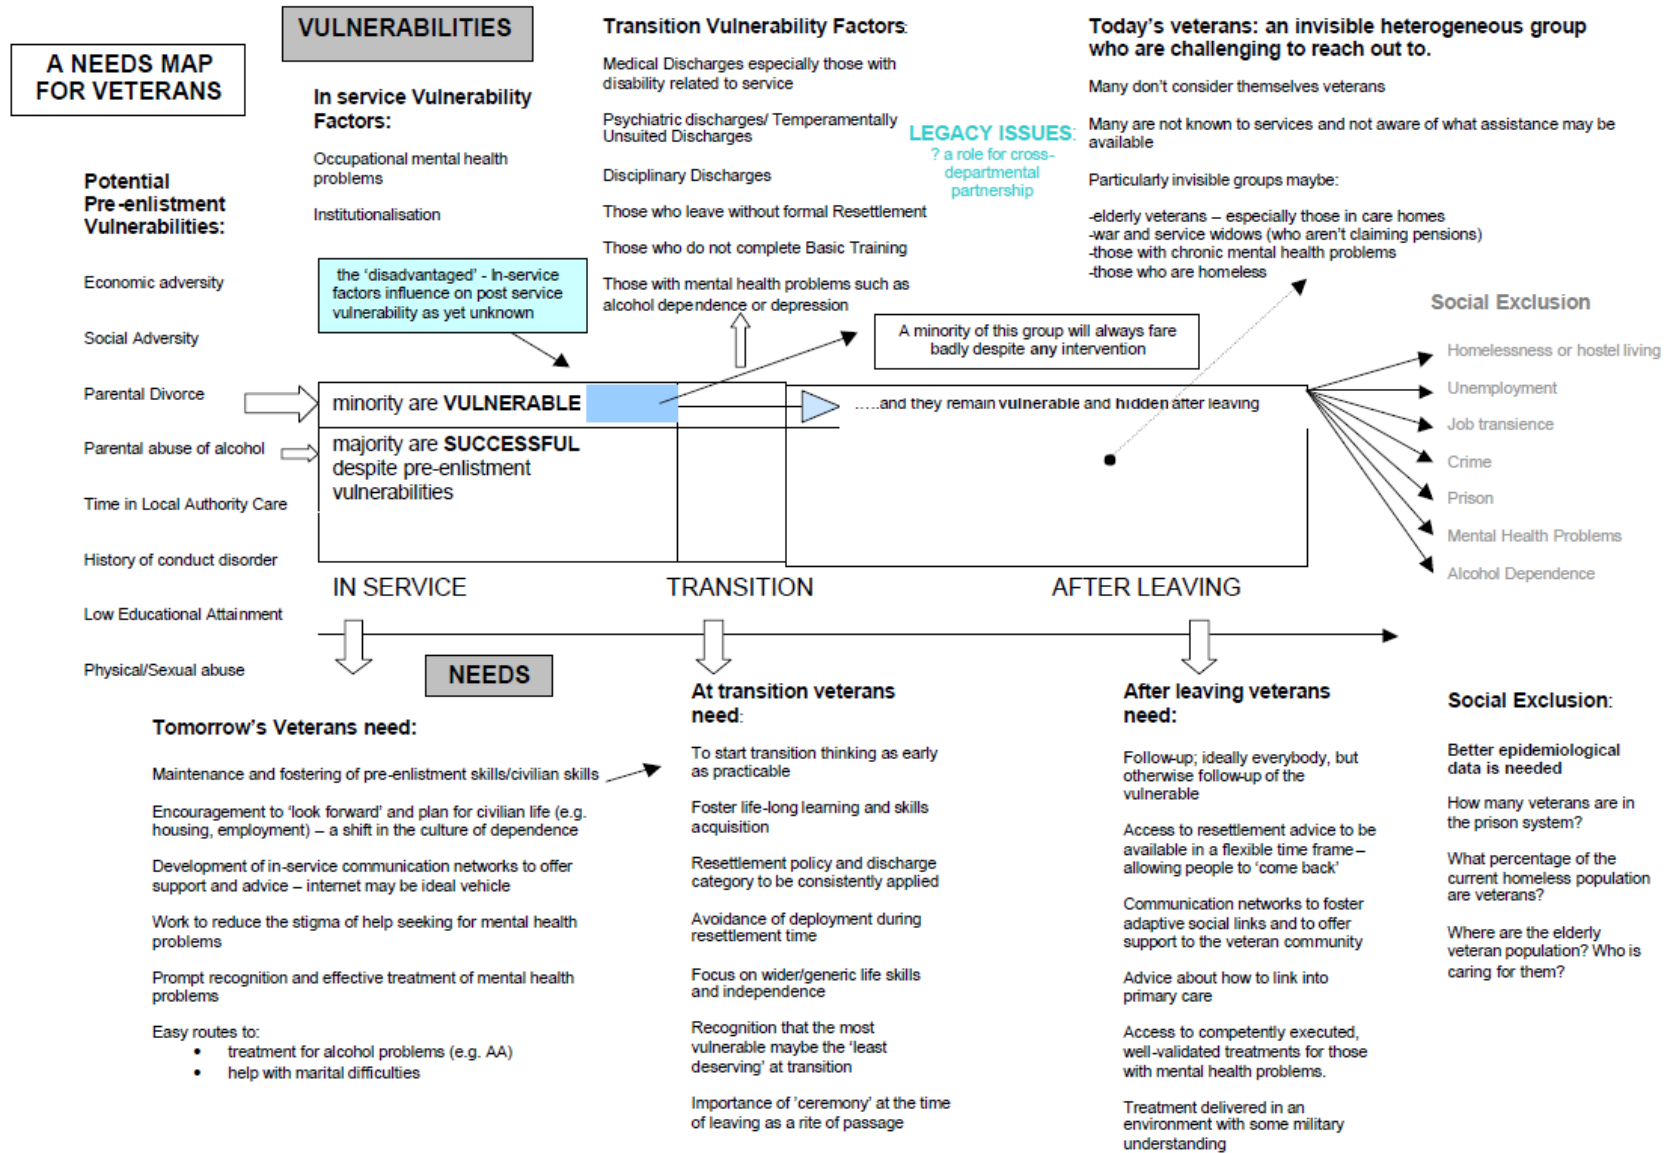 A NEEDS MAP
FOR VETERANS
VULNERABILITIES
Potential
Pre-enlistment
Vulnerabilities:
Economic adversity
Social Adversity
Parental Divorce
Parental abuse of alcohol
Time in Local Authority Care
History of conduct disorder
Low Educational Attainment
Physical/Sexual abuse
In service Vulnerability
Factors:
Occupational mental health
problems
Institutionalisation
the 'disadvantaged' - In-service
factors influence on post service
vulnerability as yet unknown
Transition Vulnerability Factors:
Medical Discharges especially those with
disability related to service
Psychiatric discharges/ Temperamentally
Unsuited Discharges
Disciplinary Discharges
Those who leave without formal Resettlement
Those who do not complete Basic Training
Those with mental health problems such as
alcohol dependence or depression
LEGACY ISSUES:
? a role for cross-
departmental
partnership
Today's veterans: an invisible heterogeneous group
who are challenging to reach out to.
Many don't consider themselves veterans
Many are not known to services and not aware of what assistance may be
available
Particularly invisible groups maybe:
-elderly veterans – especially those in care homes
-war and service widows (who aren't claiming pensions)
-those with chronic mental health problems
-those who are homeless
A minority of this group will always fare
badly despite any intervention
minority are VULNERABLE
majority are SUCCESSFUL
despite pre-enlistment
vulnerabilities
.....and they remain vulnerable and hidden after leaving
Social Exclusion
Homelessness or hostel living
Unemployment
Job transience
Crime
Prison
Mental Health Problems
Alcohol Dependence
IN SERVICE
TRANSITION
AFTER LEAVING
NEEDS
Tomorrow's Veterans need:
Maintenance and fostering of pre-enlistment skills/civilian skills
Encouragement to 'look forward' and plan for civilian life (e.g.
housing, employment) – a shift in the culture of dependence
Development of in-service communication networks to offer
support and advice – internet may be ideal vehicle
Work to reduce the stigma of help seeking for mental health
problems
Prompt recognition and effective treatment of mental health
problems
Easy routes to:
• treatment for alcohol problems (e.g. AA)
• help with marital difficulties
At transition veterans
need:
To start transition thinking as early
as practicable
Foster life-long learning and skills
acquisition
Resettlement policy and discharge
category to be consistently applied
Avoidance of deployment during
resettlement time
Focus on wider/generic life skills
and independence
Recognition that the most
vulnerable maybe the 'least
deserving' at transition
Importance of 'ceremony' at the time
of leaving as a rite of passage
After leaving veterans
need:
Follow-up; ideally everybody, but
otherwise follow-up of the
vulnerable
Access to resettlement advice to be
available in a flexible time frame –
allowing people to 'come back'
Communication networks to foster
adaptive social links and to offer
support to the veteran community
Advice about how to link into
primary care
Access to competently executed,
well-validated treatments for those
with mental health problems.
Treatment delivered in an
environment with some military
understanding
Social Exclusion:
Better epidemiological
data is needed
How many veterans are in
the prison system?
What percentage of the
current homeless population
are veterans?
Where are the elderly
veteran population? Who is
caring for them?